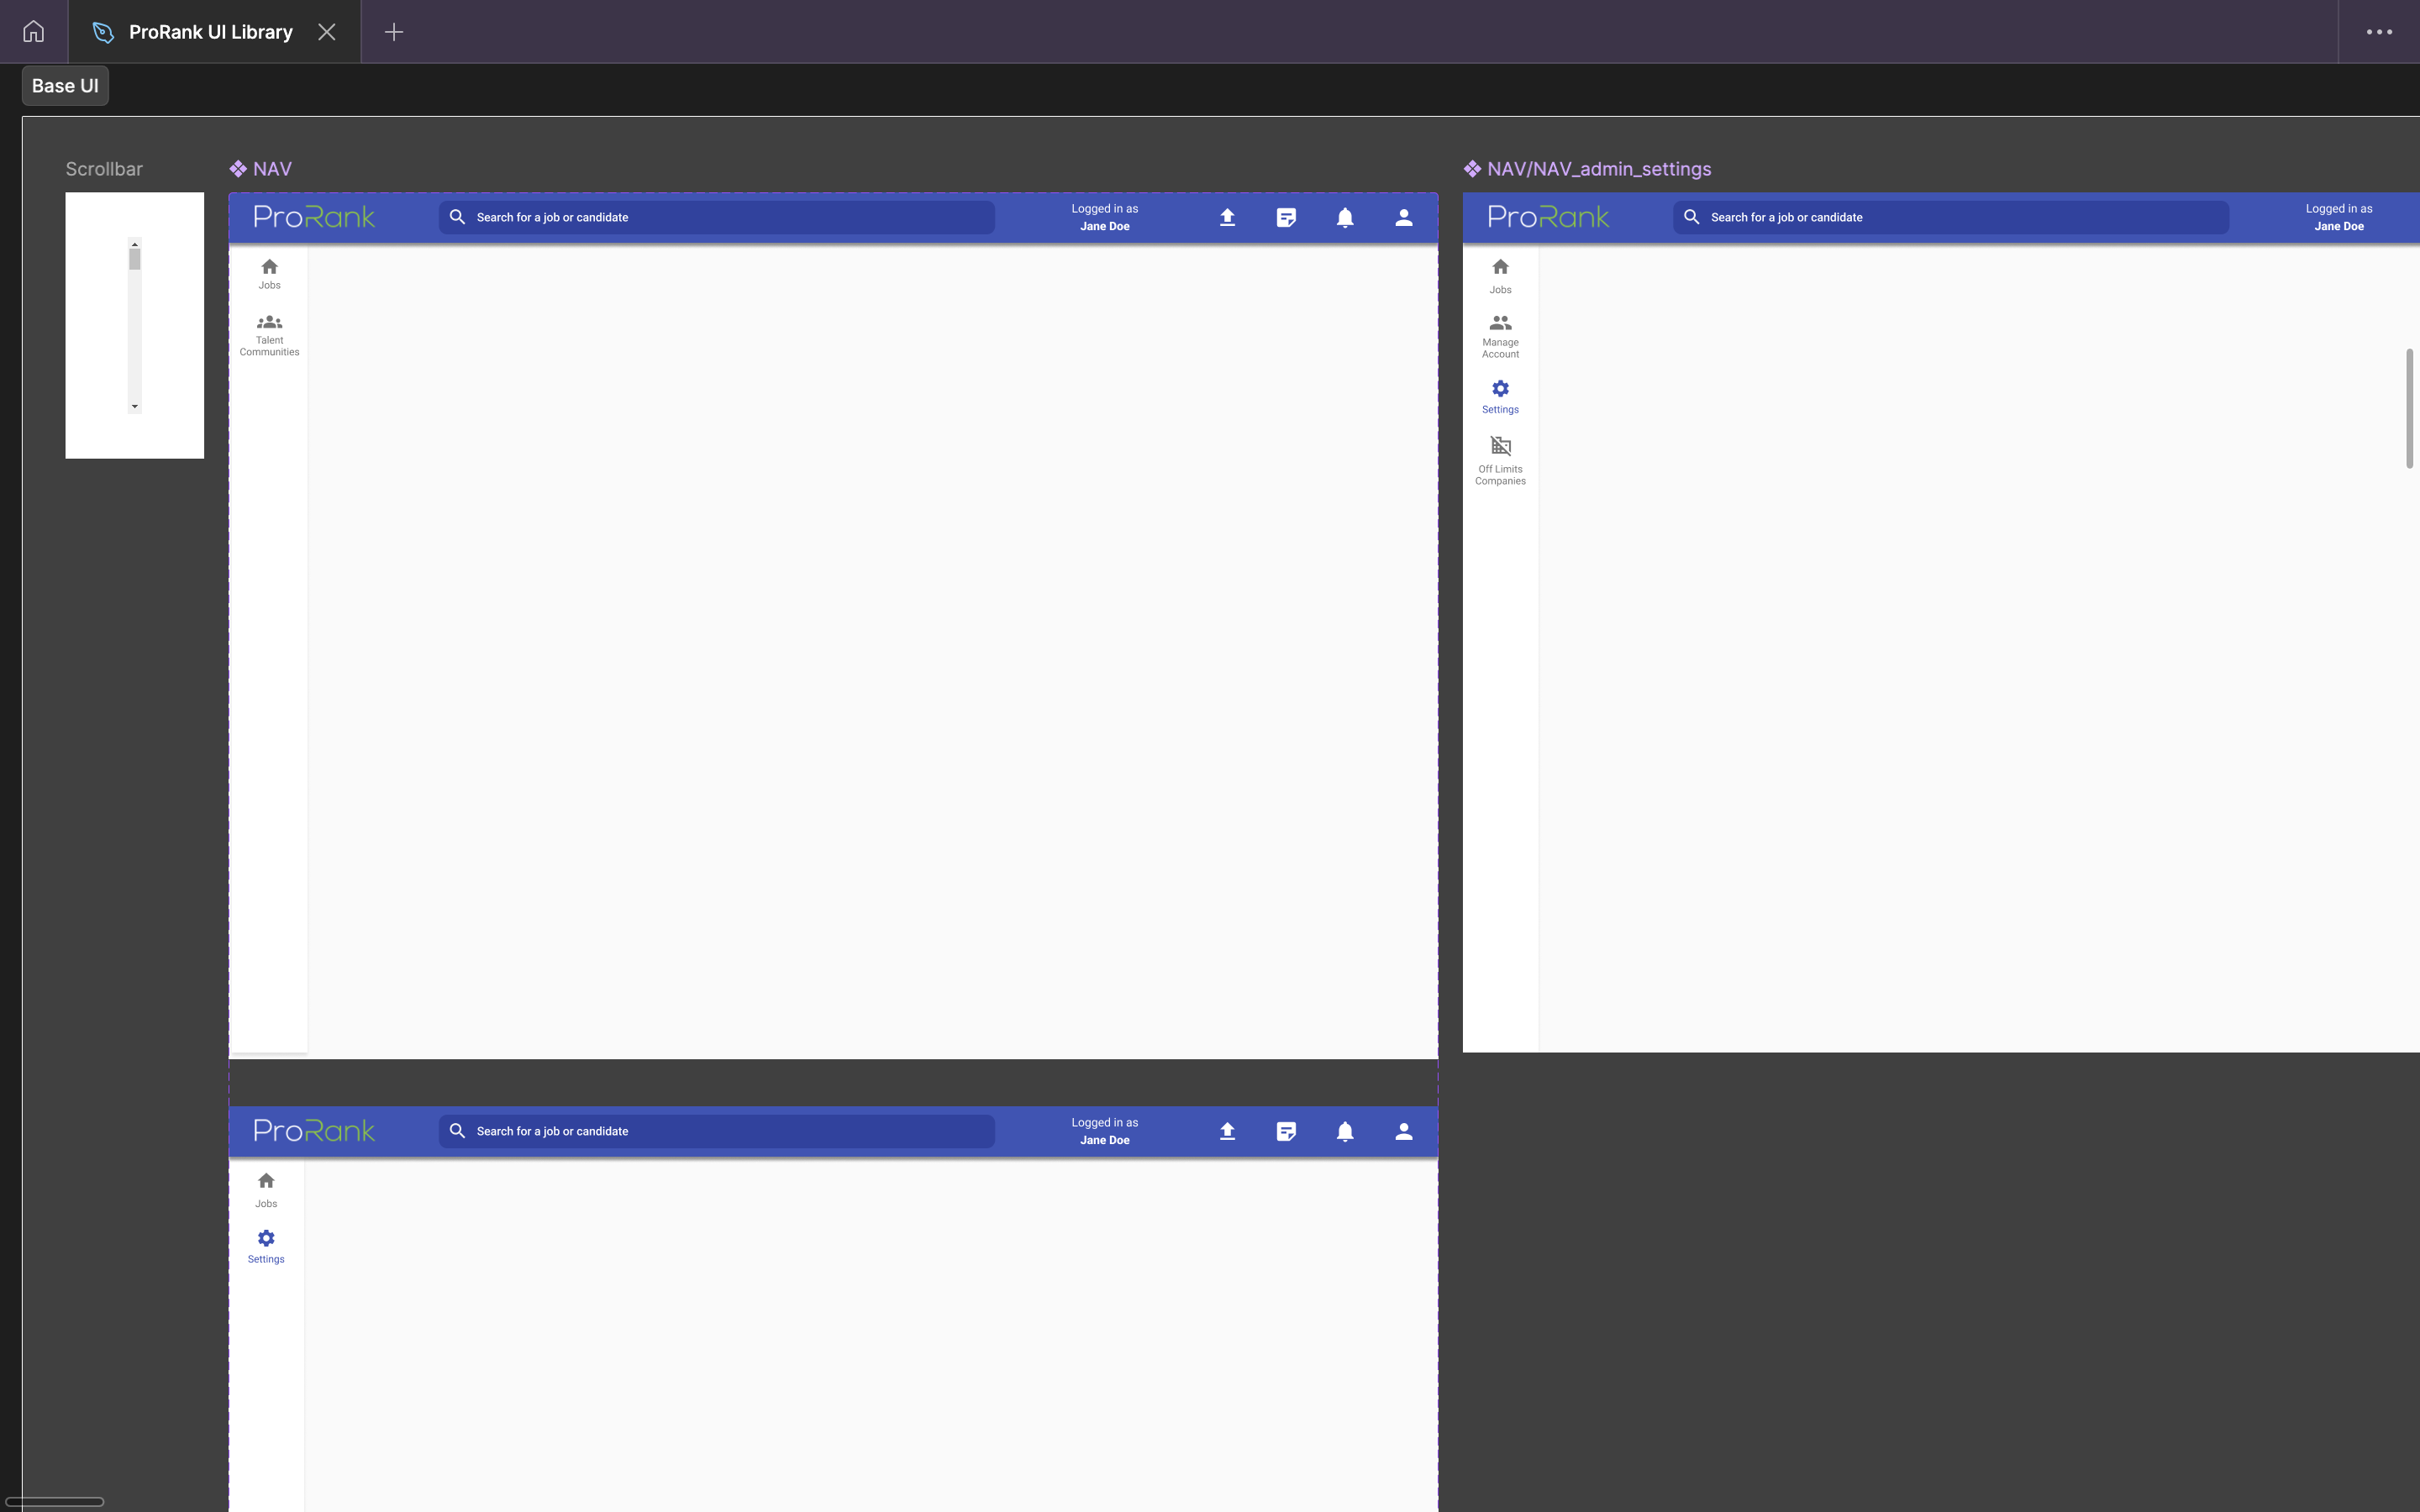 ProRank UI Library
Base UI
Scrollbar
NAV
ProRank
Search for a job or candidate
Logged in as
Jane Doe
Jobs
Talent
Communities
NAV/NAV_admin_settings
ProRank
Search for a job or candidate
Logged in as
Jane Doe
Jobs
Manage
Account
Settings
Off Limits
Companies
ProRank
Search for a job or candidate
Logged in as
Jane Doe
Jobs
Settings